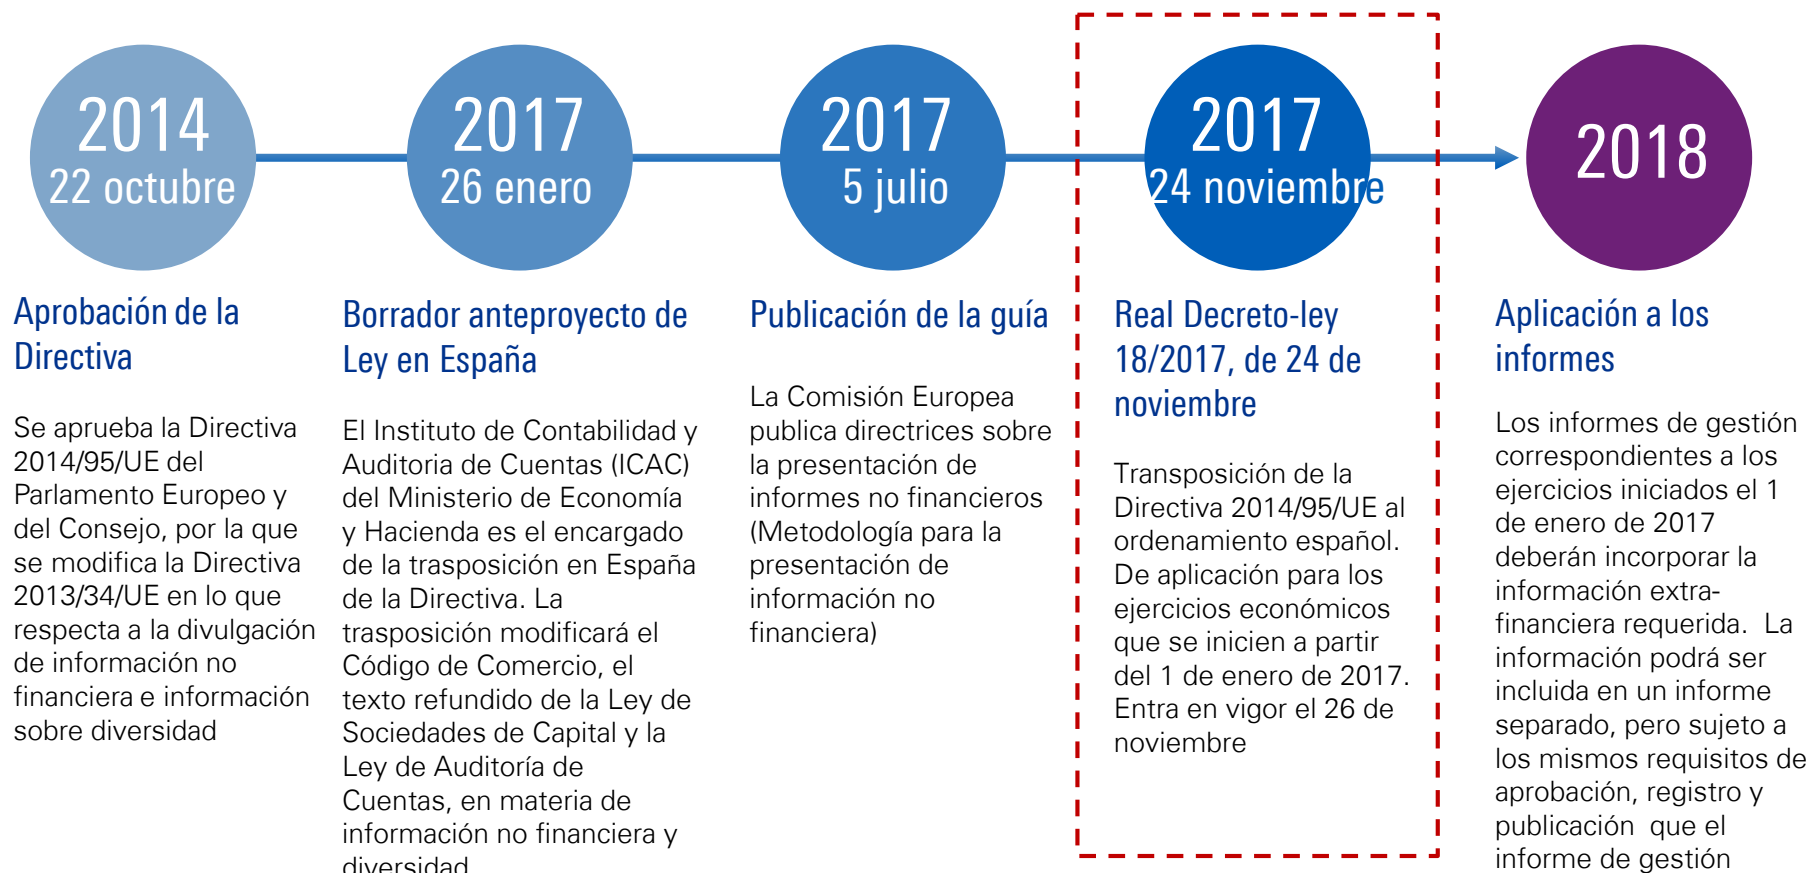 2014
22 octubre
2017
26 enero
2017
5 julio
2017
24 noviembre
2018
Aprobación de la
Directiva
Se aprueba la Directiva
2014/95/UE del
Parlamento Europeo y
del Consejo, por la que
se modifica la Directiva
2013/34/UE en lo que
respecta a la divulgación
de información no
financiera e información
sobre diversidad
Borrador anteproyecto de
Ley en España
El Instituto de Contabilidad y
Auditoria de Cuentas (ICAC)
del Ministerio de Economía
y Hacienda es el encargado
de la trasposición en España
de la Directiva. La
trasposición modificará el
Código de Comercio, el
texto refundido de la Ley de
Sociedades de Capital y la
Ley de Auditoría de
Cuentas, en materia de
información no financiera y
diversidad
Publicación de la guía
La Comisión Europea
publica directrices sobre
la presentación de
informes no financieros
(Metodología para la
presentación de
información no
financiera)
Real Decreto-ley
18/2017, de 24 de
noviembre
Transposición de la
Directiva 2014/95/UE al
ordenamiento español.
De aplicación para los
ejercicios económicos
que se inicien a partir
del 1 de enero de 2017.
Entra en vigor el 26 de
noviembre
Aplicación a los
informes
Los informes de gestión
correspondientes a los
ejercicios iniciados el 1
de enero de 2017
deberán incorporar la
información extra-
financiera requerida. La
información podrá ser
incluida en un informe
separado, pero sujeto a
los mismos requisitos de
aprobación, registro y
publicación que el
informe de gestión